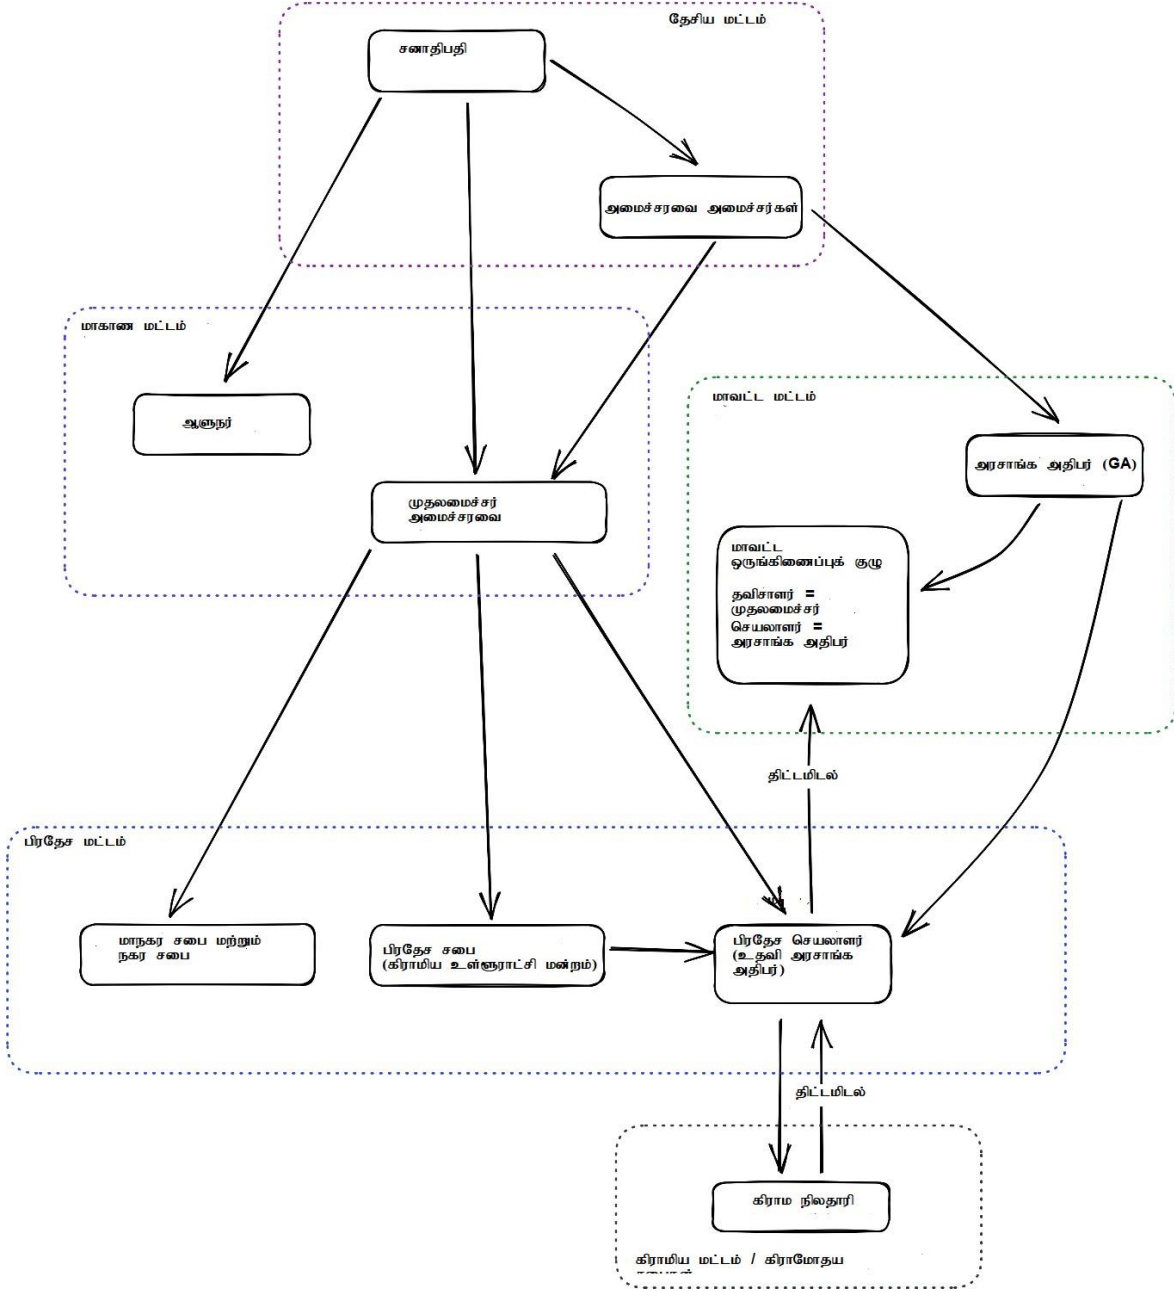 தேசிய மட்டம்
சனாதிபதி
அமைச்சரவை அமைச்சர்கள்
மாகாண மட்டம்
ஆளுநர்
முதலமைச்சர்
அமைச்சரவை
மாவட்ட மட்டம்
அரசாங்க அதிபர் (GA)
மாவட்ட
ஒருங்கிணைப்புக் குழு
தவிசாளர் =
முதலமைச்சர்
செயலாளர் =
அரசாங்க அதிபர்
திட்டமிடல்
பிரதேச மட்டம்
மாநகர சபை மற்றும்
நகர சபை
பிரதேச சபை
(கிராமிய உள்ளூராட்சி மன்றம்)
பிரதேச செயலாளர்
(உதவி அரசாங்க
அதிபர்)
திட்டமிடல்
கிராம நிலதாரி
கிராமிய மட்டம் / கிராமோதய